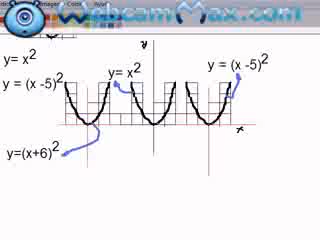 WebcamMax.com
y= x²
y = (x -5)²
y= x²
y = (x -5)²
y=(x+6)²
y
x